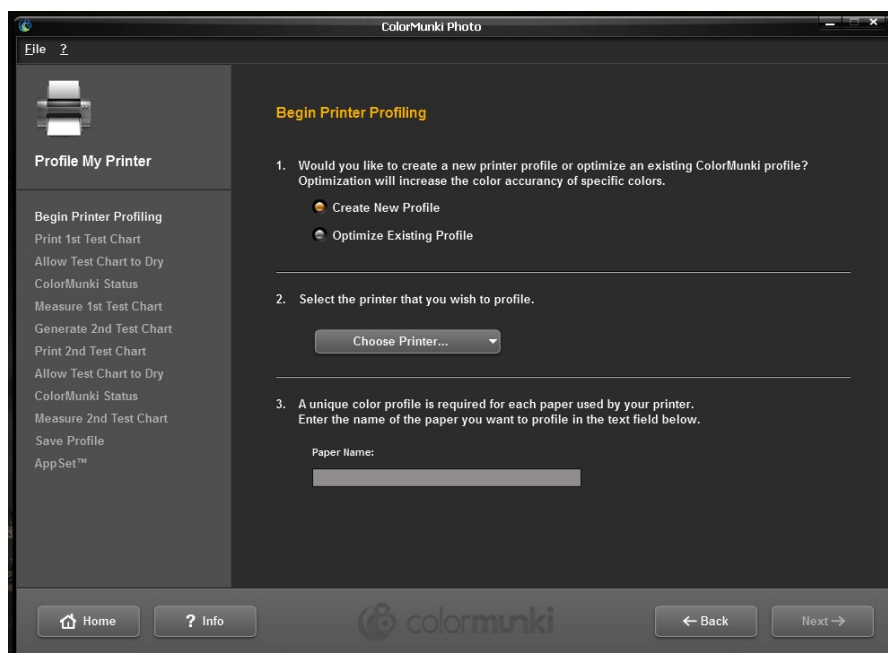 ColorMunki Photo
File ?
Profile My Printer
Begin Printer Profiling
Print 1st Test Chart
Allow Test Chart to Dry
ColorMunki Status
Measure 1st Test Chart
Generate 2nd Test Chart
Print 2nd Test Chart
Allow Test Chart to Dry
ColorMunki Status
Measure 2nd Test Chart
Save Profile
AppSet™
Begin Printer Profiling
1. Would you like to create a new printer profile or optimize an existing ColorMunki profile?
Optimization will increase the color accurancy of specific colors.
Create New Profile
Optimize Existing Profile
2. Select the printer that you wish to profile.
Choose Printer...
3. A unique color profile is required for each paper used by your printer.
Enter the name of the paper you want to profile in the text field below.
Paper Name:
Home
? Info
colormunki
← Back
Next →